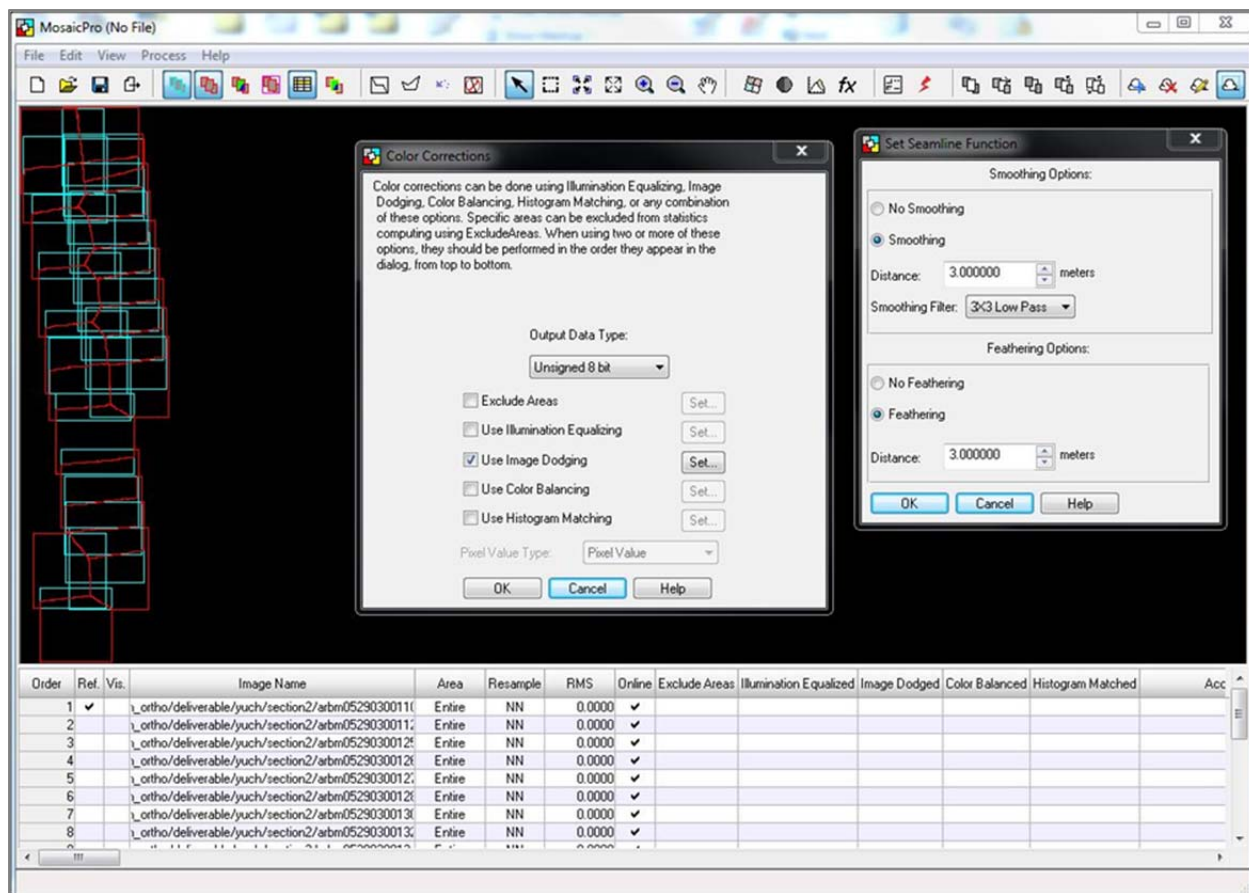 MosaicPro (No File)
File Edit View Process Help
Color Corrections
Color corrections can be done using Illumination Equalizing, Image
Dodging, Color Balancing, Histogram Matching, or any combination
of these options. Specific areas can be excluded from statistics
computing using ExcludeAreas. When using two or more of these
options, they should be performed in the order they appear in the
dialog, from top to bottom.
Output Data Type:
Unsigned 8 bit
Exclude Areas Set...
Use Illumination Equalizing Set...
Use Image Dodging Set...
Use Color Balancing Set...
Use Histogram Matching Set...
Pixel Value Type: Pixel Value
OK Cancel Help
Set Seamline Function
Smoothing Options:
No Smoothing
Smoothing
Distance: 3.000000 meters
Smoothing Filter: 3X3 Low Pass
Feathering Options:
No Feathering
Feathering
Distance: 3.000000 meters
OK Cancel Help
Order Ref. Vis. Image Name Area Resample RMS Online Exclude Areas Illumination Equalized Image Dodged Color Balanced Histogram Matched Acc
1 _ortho/deliverable/yuch/section2/arbm0529030011 Entire NN 0.0000
2 _ortho/deliverable/yuch/section2/arbm05290300112 Entire NN 0.0000
3 _ortho/deliverable/yuch/section2/arbm0529030012 Entire NN 0.0000
4 _ortho/deliverable/yuch/section2/arbm0529030012 Entire NN 0.0000
5 _ortho/deliverable/yuch/section2/arbm05290300127 Entire NN 0.0000
6 _ortho/deliverable/yuch/section2/arbm0529030012 Entire NN 0.0000
7 _ortho/deliverable/yuch/section2/arbm0529030013 Entire NN 0.0000
8 _ortho/deliverable/yuch/section2/arbm05290300132 Entire NN 0.0000